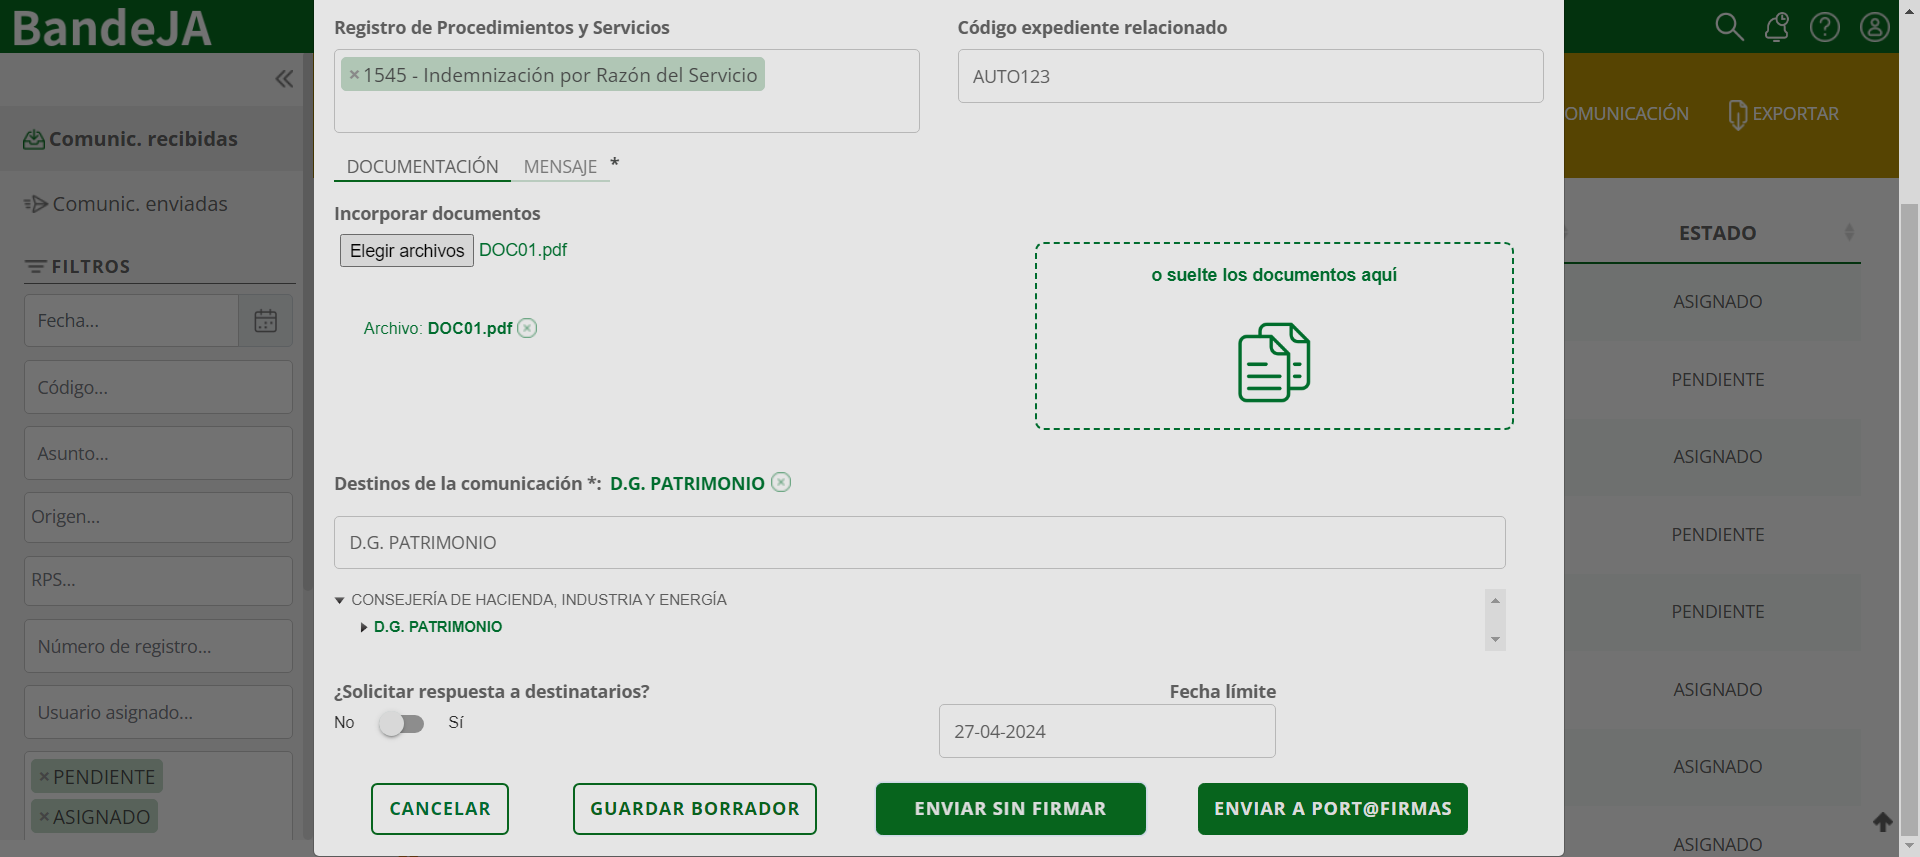 BandeJA
Comunic. recibidas
Comunic. enviadas
FILTROS
Fecha...
Código...
Asunto...
Origen...
RPS...
Número de registro...
Usuario asignado...
×PENDIENTE
×ASIGNADO
Registro de Procedimientos y Servicios
×1545 - Indemnización por Razón del Servicio
Código expediente relacionado
AUTO123
DOCUMENTACIÓN MENSAJE *
Incorporar documentos
Elegir archivos DOC01.pdf
Archivo: DOC01.pdf
o suelte los documentos aquí
Destinos de la comunicación *: D.G. PATRIMONIO
D.G. PATRIMONIO
CONSEJERÍA DE HACIENDA, INDUSTRIA Y ENERGÍA
D.G. PATRIMONIO
¿Solicitar respuesta a destinatarios?
No Sí
Fecha límite
27-04-2024
CANCELAR
GUARDAR BORRADOR
ENVIAR SIN FIRMAR
ENVIAR A PORT@FIRMAS
OMUNICACIÓN
EXPORTAR
ESTADO
ASIGNADO
PENDIENTE
ASIGNADO
PENDIENTE
PENDIENTE
ASIGNADO
ASIGNADO
ASIGNADO